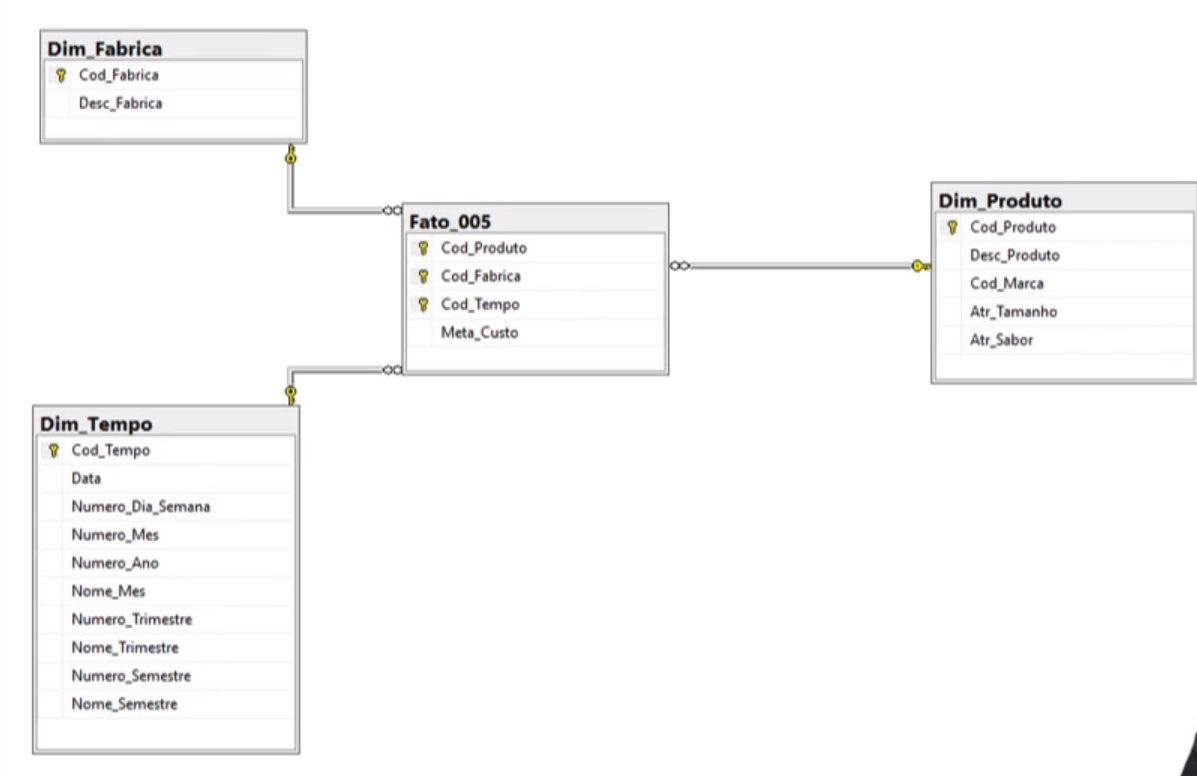 Dim_Fabrica
Cod_Fabrica
Desc_Fabrica
Fato_005
Cod_Produto
Cod_Fabrica
Cod_Tempo
Meta_Custo
Dim_Produto
Cod_Produto
Desc_Produto
Cod_Marca
Atr_Tamanho
Atr_Sabor
Dim_Tempo
Cod_Tempo
Data
Numero_Dia_Semana
Numero_Mes
Numero_Ano
Nome_Mes
Numero_Trimestre
Nome_Trimestre
Numero_Semestre
Nome_Semestre